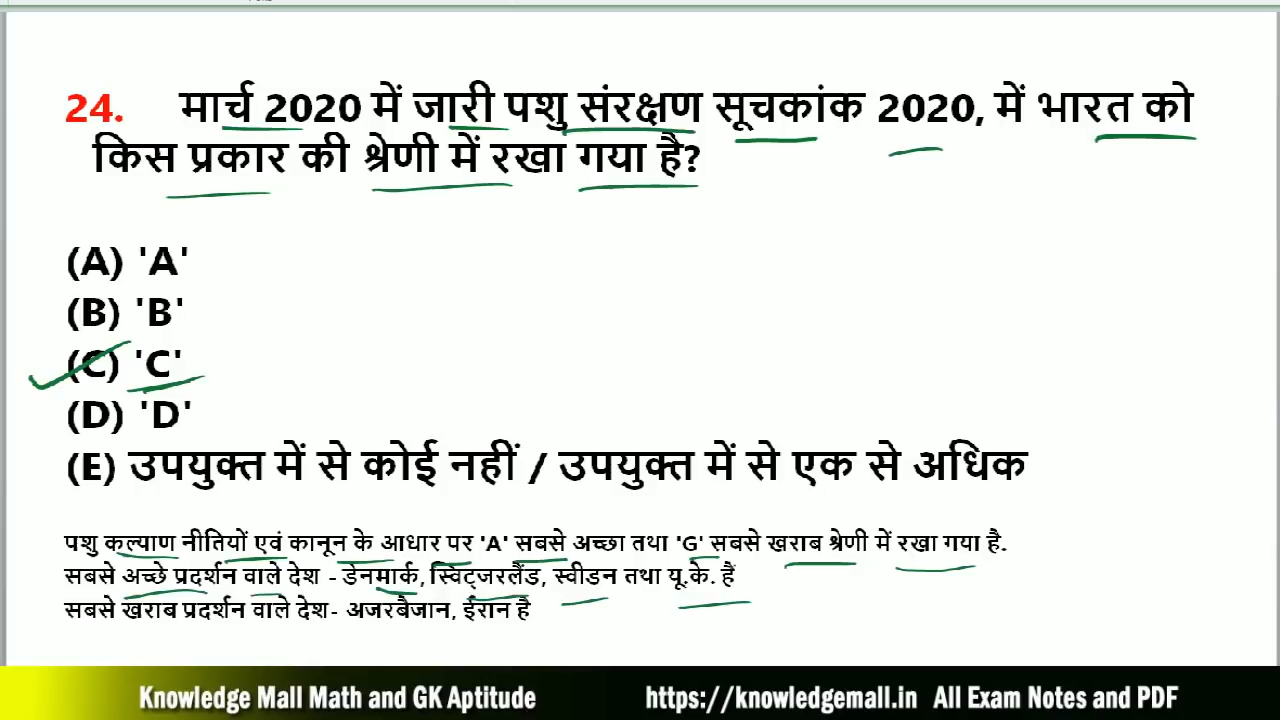 24. मार्च 2020 में जारी पशु संरक्षण सूचकांक 2020, में भारत को
किस प्रकार की श्रेणी में रखा गया है?
(A) 'A'
(B) 'B'
(C) 'C'
(D) 'D'
(E) उपयुक्त में से कोई नहीं / उपयुक्त में से एक से अधिक
पशु कल्याण नीतियों एवं कानून के आधार पर 'A' सबसे अच्छा तथा 'G' सबसे खराब श्रेणी में रखा गया है.
सबसे अच्छे प्रदर्शन वाले देश - डेनमार्क, स्विट्जरलैंड, स्वीडन तथा यू.के. हैं
सबसे खराब प्रदर्शन वाले देश- अजरबैजान, ईरान है
Knowledge Mall Math and GK Aptitude https://knowledgemall.in All Exam Notes and PDF